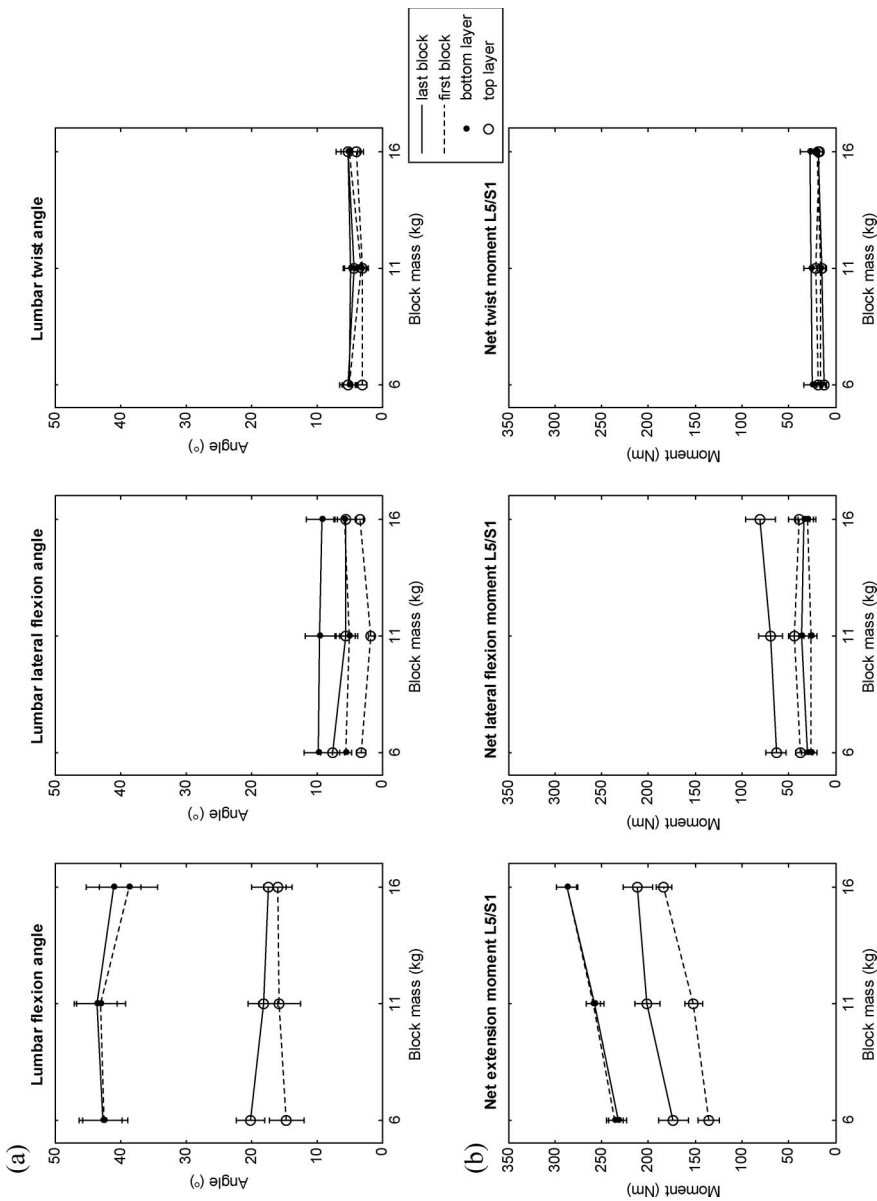 (a)
Lumbar flexion angle
50
40
30
20
10
0
Angle (°)
6
11
16
Block mass (kg)
Lumbar lateral flexion angle
50
40
30
20
10
0
Angle (°)
6
11
16
Block mass (kg)
Lumbar twist angle
50
40
30
20
10
0
Angle (°)
6
11
16
Block mass (kg)
last block
first block
bottom layer
top layer
(b)
Net extension moment L5/S1
350
300
250
200
150
100
50
0
Moment (Nm)
6
11
16
Block mass (kg)
Net lateral flexion moment L5/S1
350
300
250
200
150
100
50
0
Moment (Nm)
6
11
16
Block mass (kg)
Net twist moment L5/S1
350
300
250
200
150
100
50
0
Moment (Nm)
6
11
16
Block mass (kg)